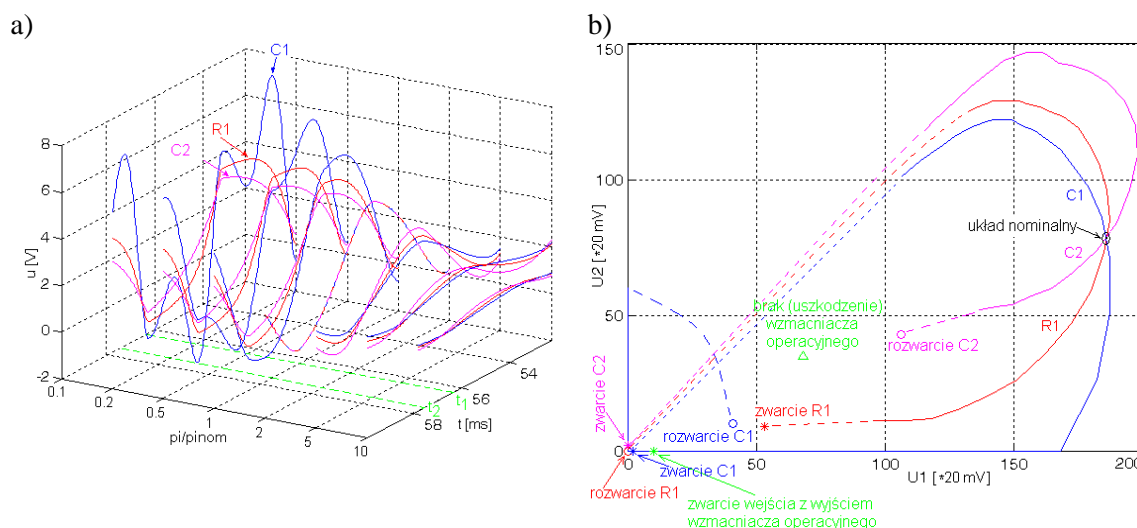 a)
C1
R1
C2
8
6
4
2
0
-2
u [V]
0.1
0.2
0.5
1
2
5
10
pi/pinom
t2
t1
58
56
54
t [ms]
b)
150
100
50
0
U2 [ *20 mV]
C1
układ nominalny
C2
R1
brak (uszkodzenie)
wzmacniacza
operacyjnego
rozwarcie C2
zwarcie C2
zwarcie R1
rozwarcie C1
0
50
100
150
200
U1 [ *20 mV]
zwarcie C1
rozwarcie R1
zwarcie wejścia z wyjściem
wzmacniacza operacyjnego